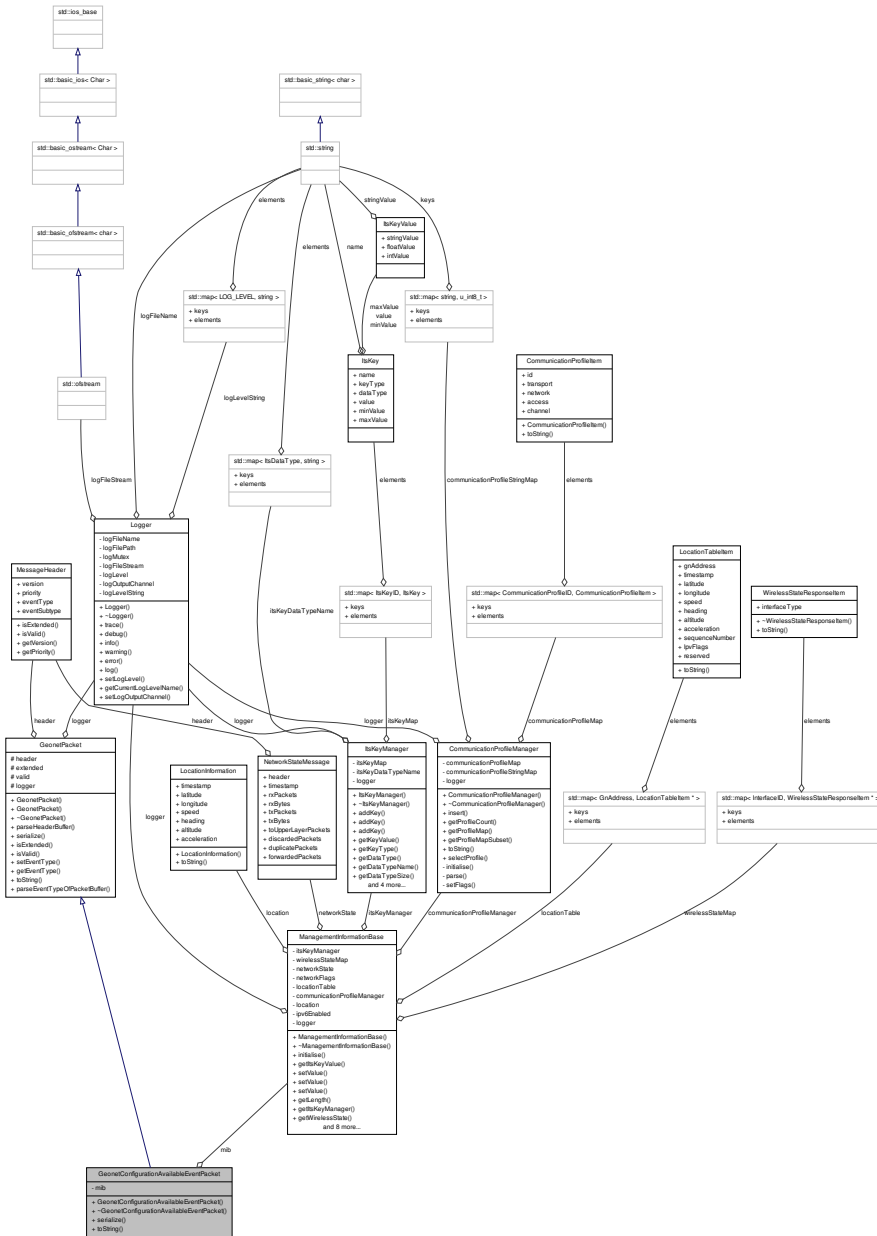 std::ios_base
std::basic_ios< Char >
std::basic_string< char >
std::basic_ostream< Char >
std::string
std::basic_ofstream< char >
elements
stringValue
keys
ItsKeyValue
+ stringValue
+ floatValue
+ intValue
elements
name
std::map< LOG_LEVEL, string >
+ keys
+ elements
std::map< string, u_int8_t >
+ keys
+ elements
logFileName
maxValue
value
minValue
ItsKey
+ name
+ keyType
+ dataType
+ value
+ minValue
+ maxValue
CommunicationProfileItem
+ id
+ transport
+ network
+ access
+ channel
+ CommunicationProfileItem()
+ toString()
std::ofstream
logLevelString
std::map< ItsDataType, string >
+ keys
+ elements
logFileStream
elements
communicationProfileStringMap
elements
Logger
- logFileName
- logFilePath
- logMutex
- logFileStream
- logLevel
- logOutputChannel
- logLevelString
+ Logger()
+ ~Logger()
+ trace()
+ debug()
+ info()
+ warning()
+ error()
+ log()
+ setLogLevel()
+ getCurrentLogLevelName()
+ setLogOutputChannel()
MessageHeader
+ version
+ priority
+ eventType
+ eventSubtype
+ isExtended()
+ isValid()
+ getVersion()
+ getPriority()
itsKeyDataTypeName
std::map< ItsKeyID, ItsKey >
+ keys
+ elements
std::map< CommunicationProfileID, CommunicationProfileItem >
+ keys
+ elements
LocationTableItem
+ gnAddress
+ timestamp
+ latitude
+ longitude
+ speed
+ heading
+ altitude
+ acceleration
+ sequenceNumber
+ lpvFlags
+ reserved
+ toString()
WirelessStateResponseItem
+ interfaceType
+ ~WirelessStateResponseItem()
+ toString()
header
logger
header
logger
logger
itsKeyMap
communicationProfileMap
elements
elements
GeonetPacket
# header
# extended
# valid
# logger
+ GeonetPacket()
+ GeonetPacket()
+ ~GeonetPacket()
+ parseHeaderBuffer()
+ serialize()
+ isExtended()
+ isValid()
+ setEventType()
+ getEventType()
+ toString()
+ parseEventTypeOfPacketBuffer()
logger
LocationInformation
+ timestamp
+ latitude
+ longitude
+ speed
+ heading
+ altitude
+ acceleration
+ LocationInformation()
+ toString()
NetworkStateMessage
+ header
+ timestamp
+ rxPackets
+ rxBytes
+ txPackets
+ txBytes
+ toUpperLayerPackets
+ discardedPackets
+ duplicatePackets
+ forwardedPackets
ItsKeyManager
- itsKeyMap
- itsKeyDataTypeName
- logger
+ ItsKeyManager()
+ ~ItsKeyManager()
+ addKey()
+ addKey()
+ addKey()
+ getKeyValue()
+ getKeyType()
+ getDataType()
+ getDataTypeName()
+ getDataTypeSize()
and 4 more...
CommunicationProfileManager
- communicationProfileMap
- communicationProfileStringMap
- logger
+ CommunicationProfileManager()
+ ~CommunicationProfileManager()
+ insert()
+ getProfileCount()
+ getProfileMap()
+ getProfileMapSubset()
+ toString()
+ selectProfile()
- initialise()
- parse()
- setFlags()
std::map< GnAddress, LocationTableItem * >
+ keys
+ elements
std::map< InterfaceID, WirelessStateResponseItem * >
+ keys
+ elements
location
networkState
itsKeyManager
communicationProfileManager
locationTable
wirelessStateMap
ManagementInformationBase
- itsKeyManager
- wirelessStateMap
- networkState
- networkFlags
- locationTable
- communicationProfileManager
- location
- ipv6Enabled
- logger
+ ManagementInformationBase()
+ ~ManagementInformationBase()
+ initialise()
+ getItsKeyValue()
+ setValue()
+ setValue()
+ setValue()
+ getLength()
+ getItsKeyManager()
+ getWirelessState()
and 8 more...
mib
GeonetConfigurationAvailableEventPacket
- mib
+ GeonetConfigurationAvailableEventPacket()
+ ~GeonetConfigurationAvailableEventPacket()
+ serialize()
+ toString()